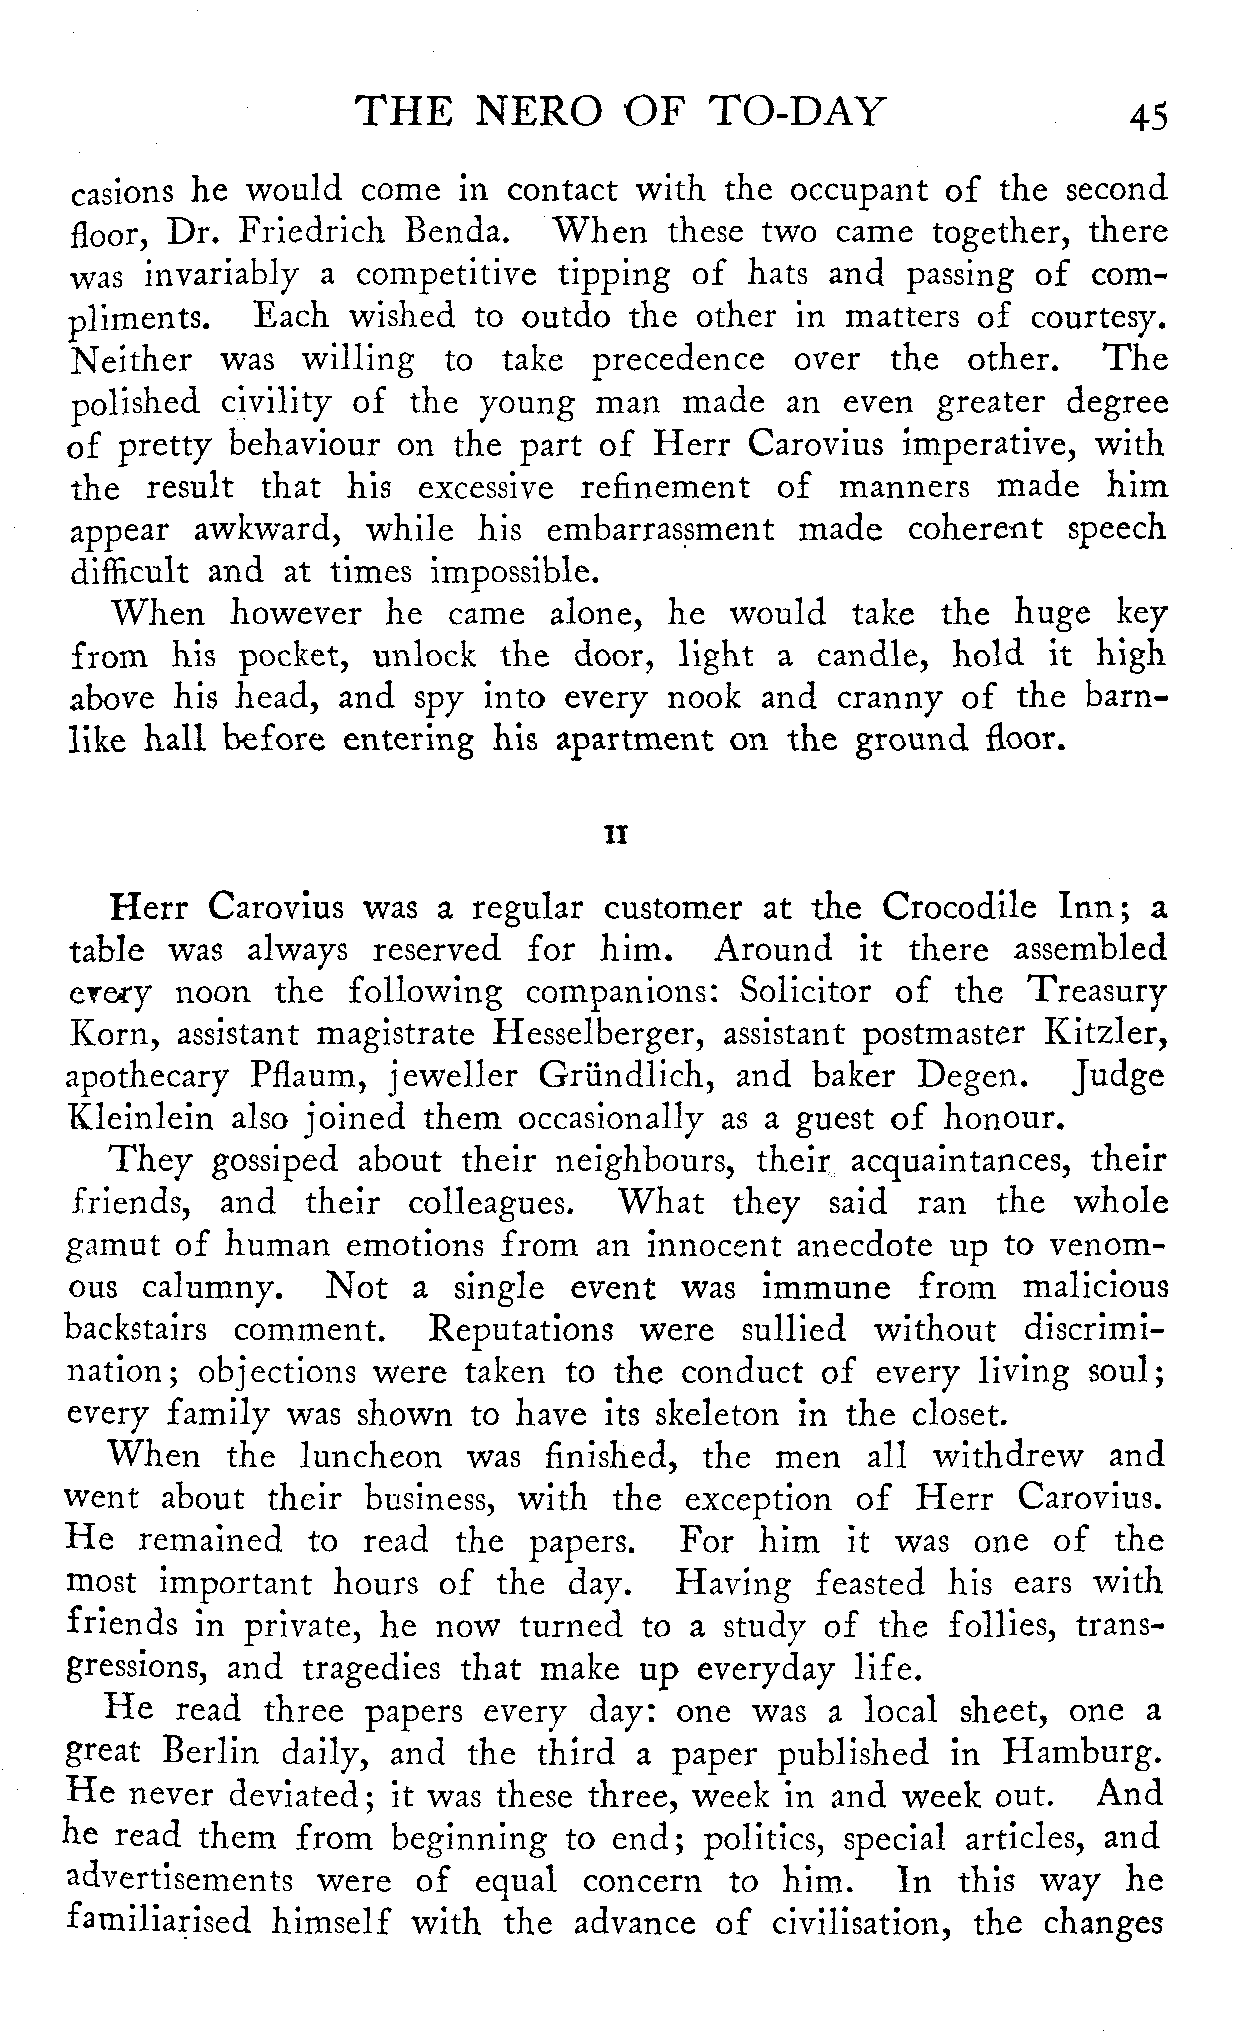 THE NERO OF TO-DAY 45
casions he would come in contact with the occupant of the second
floor, Dr. Friedrich Benda. When these two came together, there
was invariably a competitive tipping of hats and passing of com-
pliments. Each wished to outdo the other in matters of courtesy.
Neither was willing to take precedence over the other. The
polished civility of the young man made an even greater degree
of pretty behaviour on the part of Herr Carovius imperative, with
the result that his excessive refinement of manners made him
appear awkward, while his embarrassment made coherent speech
difficult and at times impossible.
When however he came alone, he would take the huge key
from his pocket, unlock the door, light a candle, hold it high
above his head, and spy into every nook and cranny of the barn-
like hall before entering his apartment on the ground floor.
II
Herr Carovius was a regular customer at the Crocodile Inn; a
table was always reserved for him. Around it there assembled
every noon the following companions: Solicitor of the Treasury
Korn, assistant magistrate Hesselberger, assistant postmaster Kitzler,
apothecary Pflaum, jeweller Gründlich, and baker Degen. Judge
Kleinlein also joined them occasionally as a guest of honour.
They gossiped about their neighbours, their acquaintances, their
friends, and their colleagues. What they said ran the whole
gamut of human emotions from an innocent anecdote up to venom-
ous calumny. Not a single event was immune from malicious
backstairs comment. Reputations were sullied without discrimi-
nation; objections were taken to the conduct of every living soul;
every family was shown to have its skeleton in the closet.
When the luncheon was finished, the men all withdrew and
went about their business, with the exception of Herr Carovius.
He remained to read the papers. For him it was one of the
most important hours of the day. Having feasted his ears with
friends in private, he now turned to a study of the follies, trans-
gressions, and tragedies that make up everyday life.
He read three papers every day: one was a local sheet, one a
great Berlin daily, and the third a paper published in Hamburg.
He never deviated; it was these three, week in and week out. And
he read them from beginning to end; politics, special articles, and
advertisements were of equal concern to him. In this way he
familiarised himself with the advance of civilisation, the changes